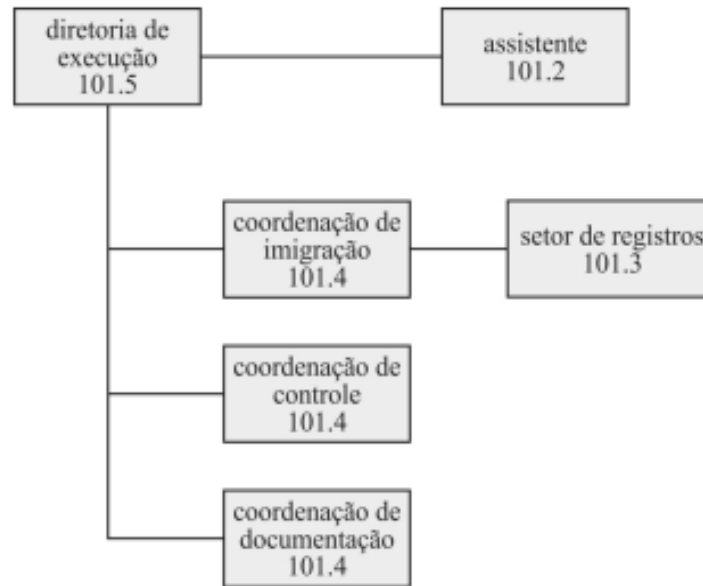 diretoria de
execução
101.5
assistente
101.2
coordenação de
imigração
101.4
setor de registros
101.3
coordenação de
controle
101.4
coordenação de
documentação
101.4